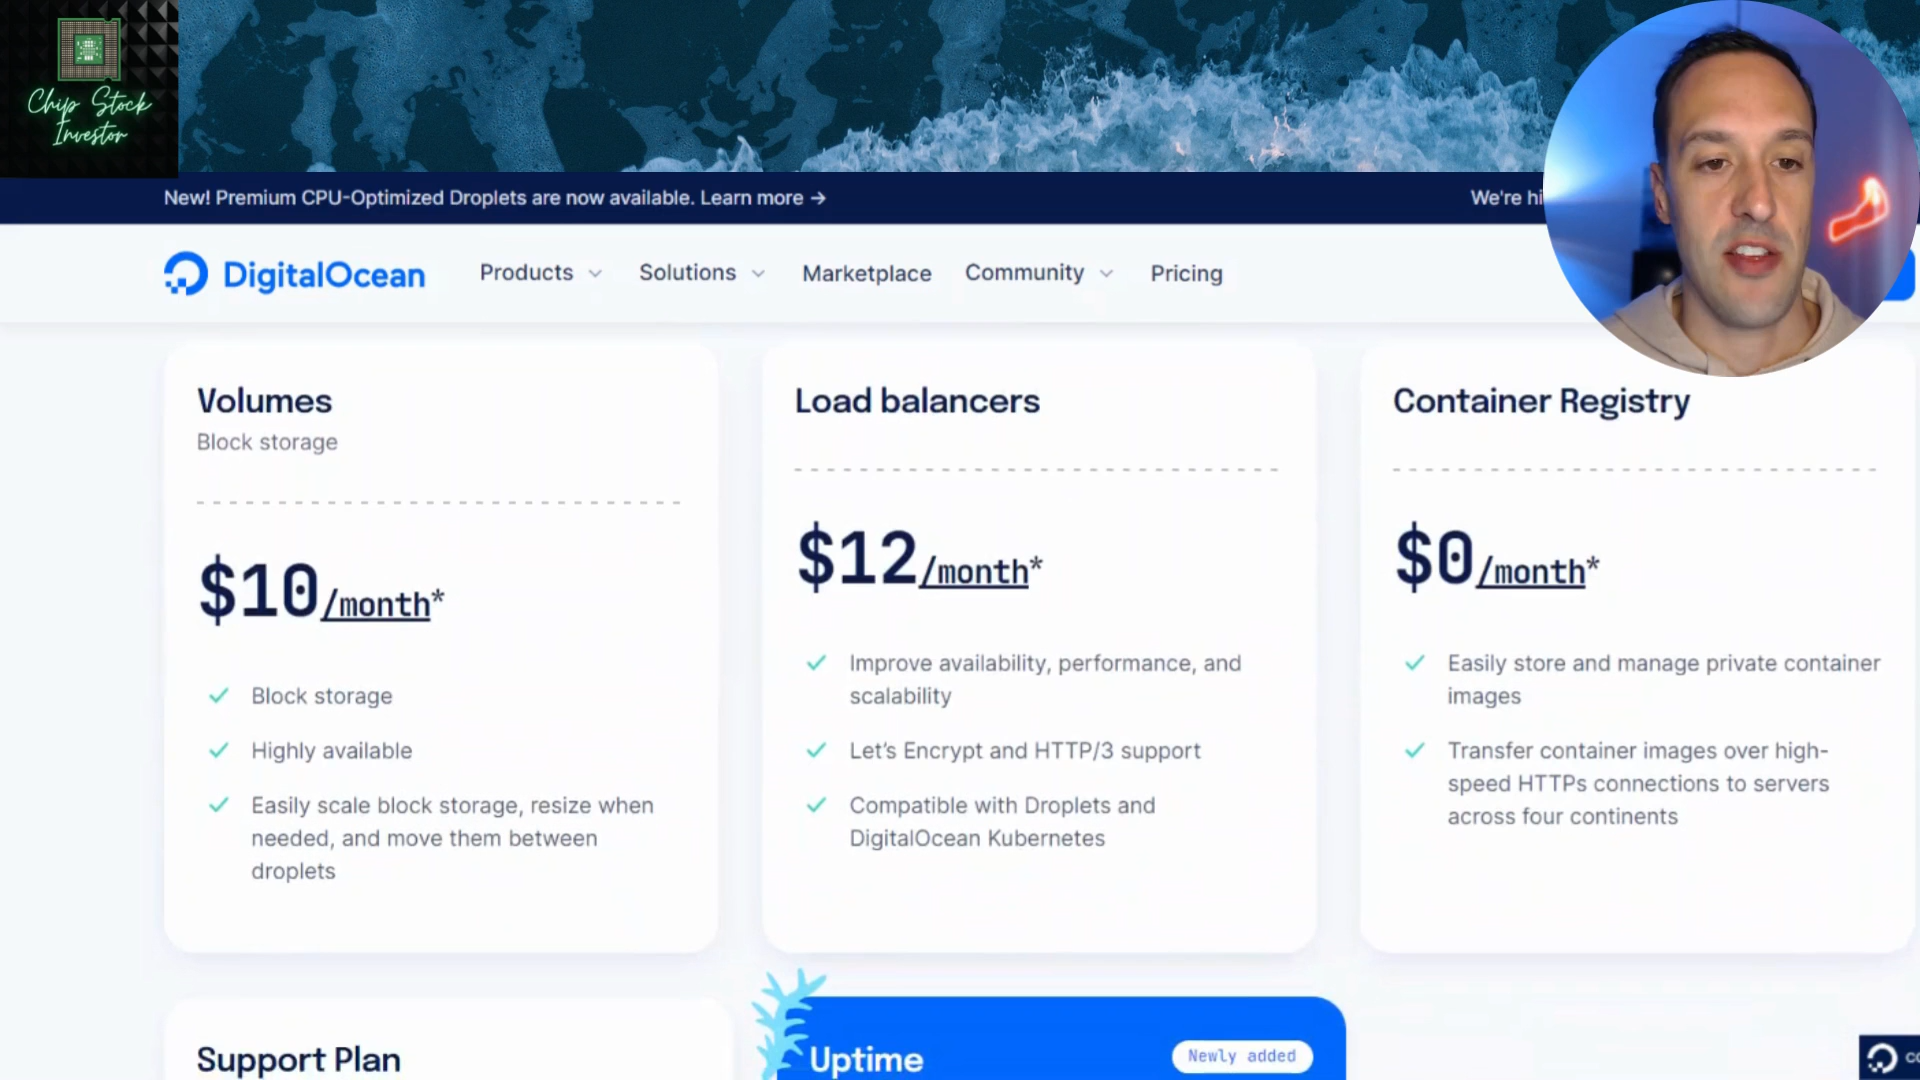 Chip Stock
Investor
New! Premium CPU-Optimized Droplets are now available. Learn more →
We're hi
DigitalOcean
Products
Solutions
Marketplace
Community
Pricing
Volumes
Block storage
$10/month*
Block storage
Highly available
Easily scale block storage, resize when
needed, and move them between
droplets
Load balancers
$12/month*
Improve availability, performance, and
scalability
Let's Encrypt and HTTP/3 support
Compatible with Droplets and
DigitalOcean Kubernetes
Container Registry
$0/month*
Easily store and manage private container
images
Transfer container images over high-
speed HTTPs connections to servers
across four continents
Support Plan
Uptime
Newly added